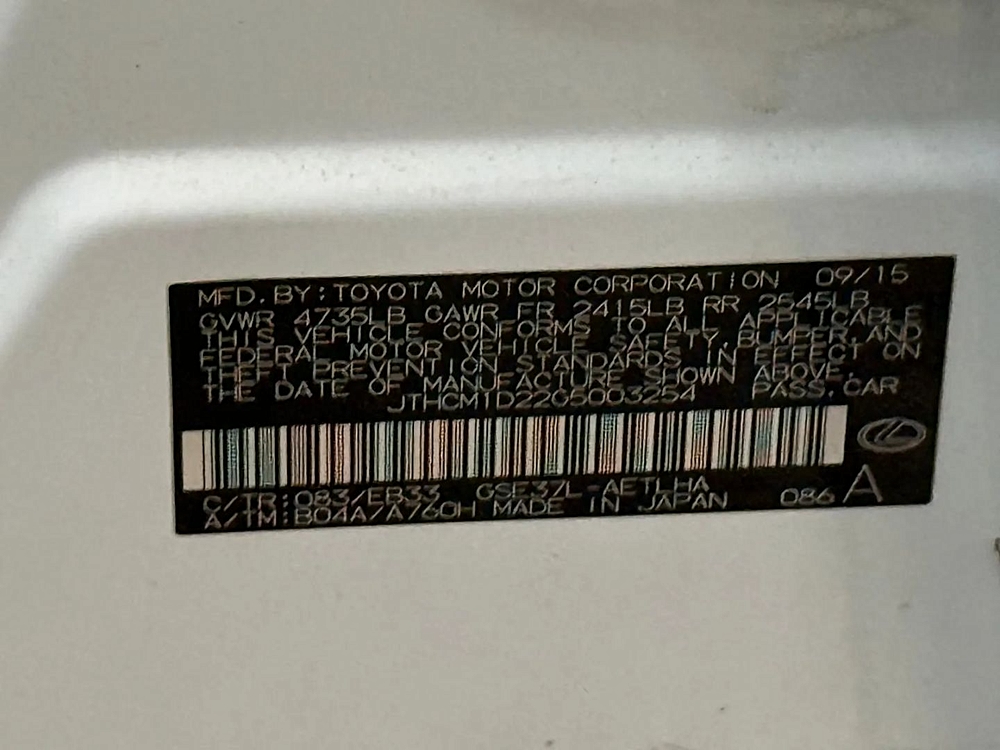 MFD. BY: TOYOTA MOTOR CORPORATION 09/15
GVWR 4735LB GAWR FR 2415LB RR 2545LB
THIS VEHICLE CONFORMS TO ALL APPLICABLE
FEDERAL MOTOR VEHICLE SAFETY, BUMPER, AND
THEFT PREVENTION STANDARDS IN EFFECT ON
THE DATE OF MANUFACTURE SHOWN ABOVE.
JTHCM1D22G5003254 PASS. CAR
C/TR: 083/EB33 GSE37L-AETLHA
A/TM: B04A/A760H MADE IN JAPAN 086 A